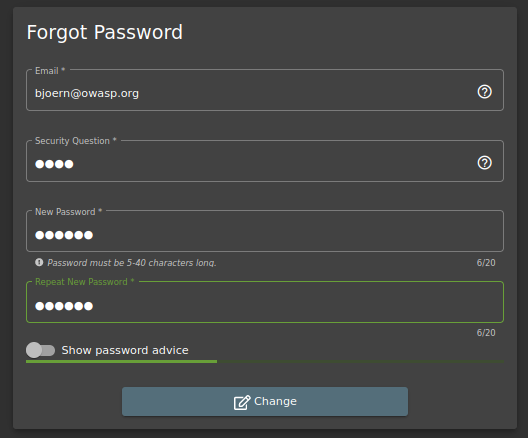 Forgot Password
Email *
bjoern@owasp.org
Security Question *
●●●●
New Password *
●●●●●●
Password must be 5-40 characters long.
6/20
Repeat New Password *
●●●●●●
6/20
Show password advice
Change